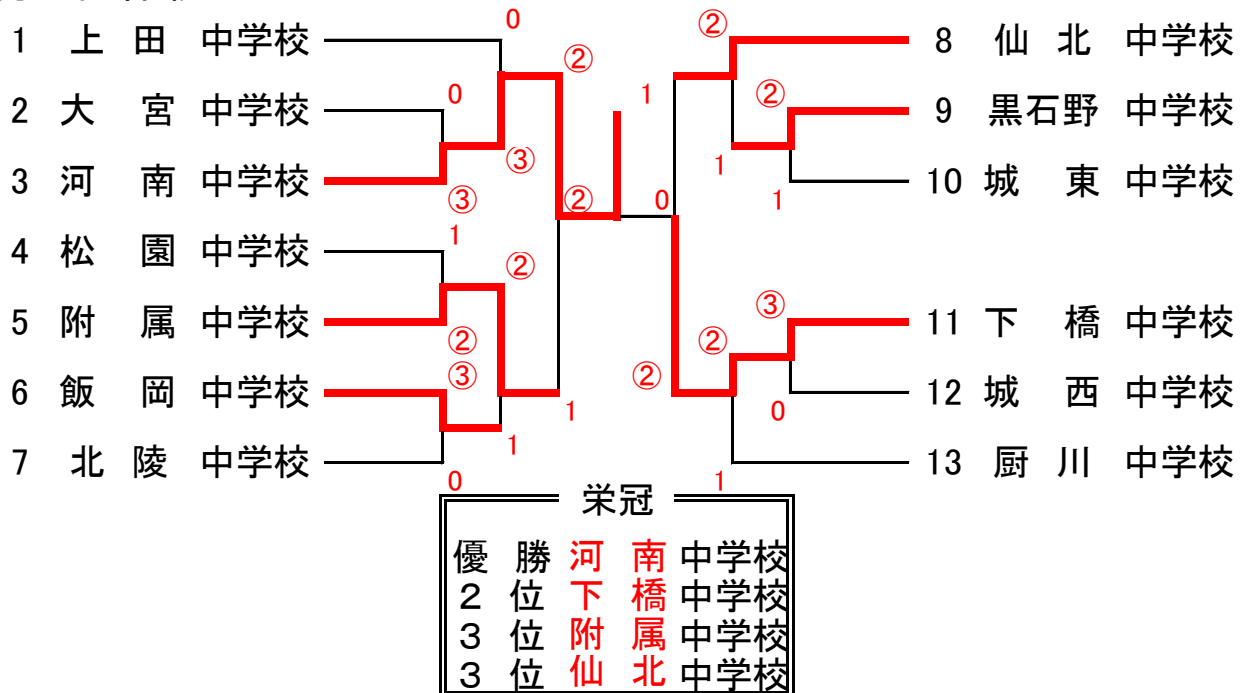 0
1 上田 中学校
②
② 8 仙北 中学校
0
1
②
2 大宮 中学校
9 黒石野 中学校
③
1
3 河南 中学校
③
②
0
1
10 城東 中学校
1
4 松園 中学校
②
③
5 附属 中学校
②
②
11 下橋 中学校
③
②
6 飯岡 中学校
1
0
12 城西 中学校
1
7 北陵 中学校
13 厨川 中学校
0
1
栄冠
優勝 河南 中学校
2位 下橋 中学校
3位 附属 中学校
3位 仙北 中学校